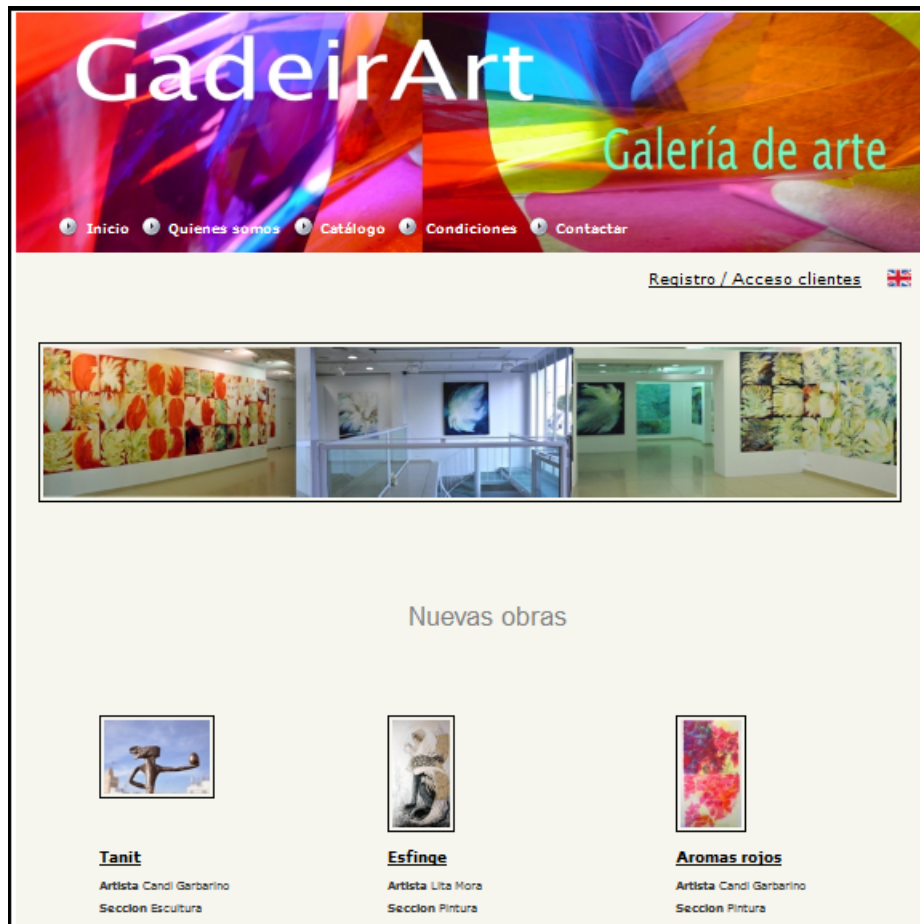 GadeirArt
Galería de arte
Inicio Quienes somos Catálogo Condiciones Contactar
Registro / Acceso clientes
Nuevas obras
Tanit Esfinge Aromas rojos
Artista Candi Garbarino Artista Lita Mora Artista Candi Garbarino
Seccion Escultura Seccion Pintura Seccion Pintura